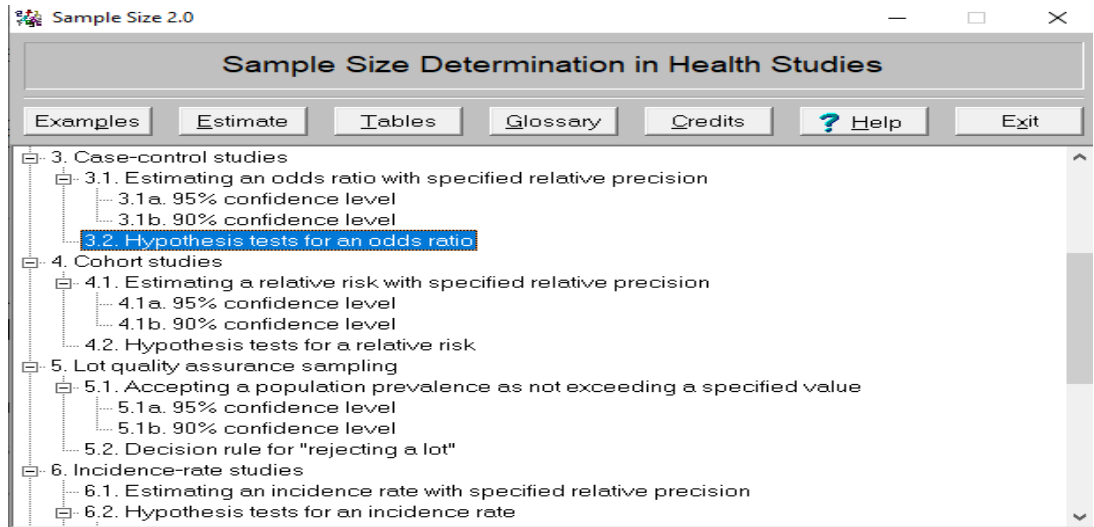 Sample Size 2.0
Sample Size Determination in Health Studies
Examples Estimate Tables Glossary Credits ? Help Exit
3. Case-control studies
3.1. Estimating an odds ratio with specified relative precision
3.1a. 95% confidence level
3.1b. 90% confidence level
3.2. Hypothesis tests for an odds ratio
4. Cohort studies
4.1. Estimating a relative risk with specified relative precision
4.1a. 95% confidence level
4.1b. 90% confidence level
4.2. Hypothesis tests for a relative risk
5. Lot quality assurance sampling
5.1. Accepting a population prevalence as not exceeding a specified value
5.1a. 95% confidence level
5.1b. 90% confidence level
5.2. Decision rule for "rejecting a lot"
6. Incidence-rate studies
6.1. Estimating an incidence rate with specified relative precision
6.2. Hypothesis tests for an incidence rate